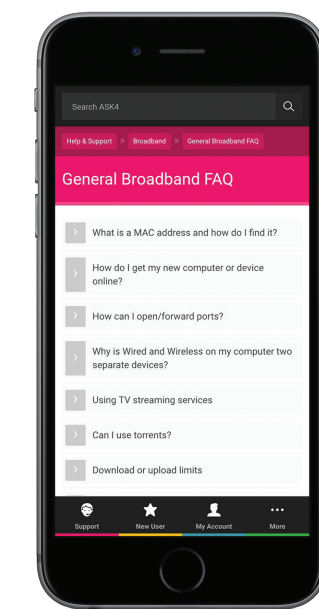 Search ASK4
Help & Support » Broadband » General Broadband FAQ
General Broadband FAQ
What is a MAC address and how do I find it?
How do I get my new computer or device
online?
How can I open/forward ports?
Why is Wired and Wireless on my computer two
separate devices?
Using TV streaming services
Can I use torrents?
Download or upload limits
Support New User My Account More